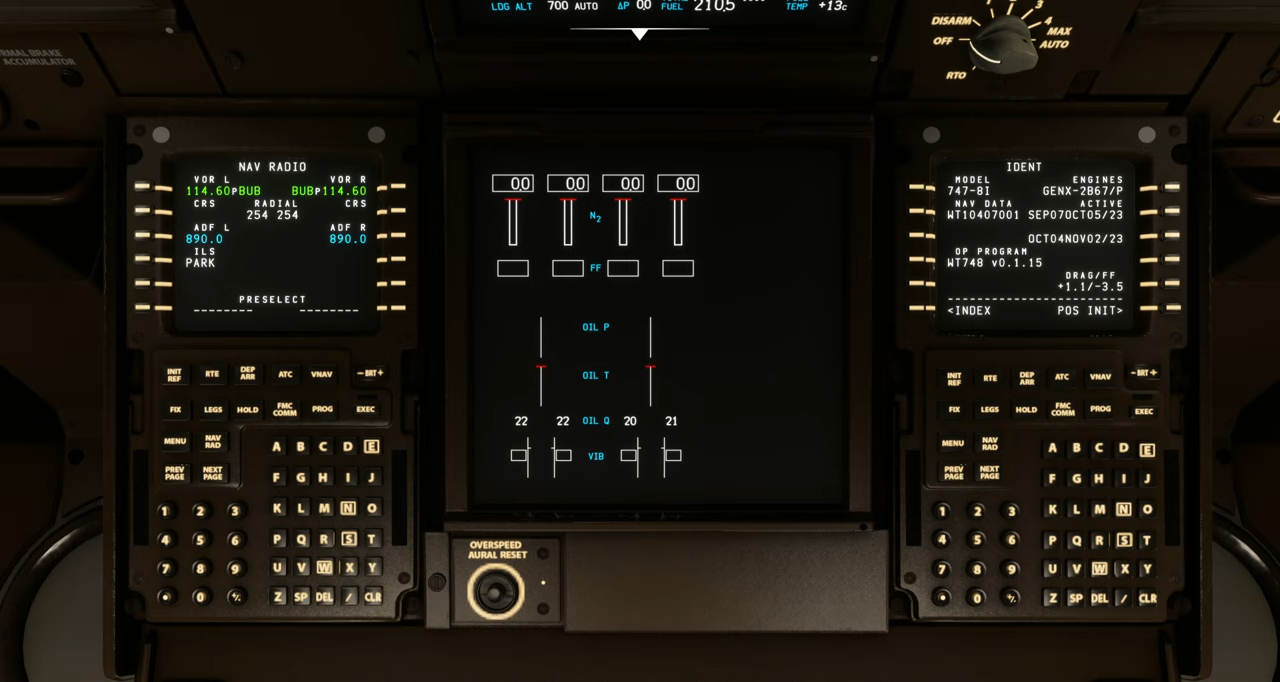 LDG ALT 700 AUTO ΔP 00 FUEL 210.5 FUEL TEMP +13c
RMAL BRAKE
ACCUMULATOR
DISARM
OFF
RTO
3
4
MAX
AUTO
NAV RADIO
VOR L VOR R
114.60PBUB BUBP114.60
CRS RADIAL CRS
254 254
ADF L ADF R
890.0 890.0
ILS
PARK
PRESELECT
-------- --------
INIT REF RTE DEP ARR ATC VNAV - BRT +
FIX LEGS HOLD FMC COMM PROG EXEC
MENU NAV RAD
PREV PAGE NEXT PAGE
A B C D E
F G H I J
1 2 3 K L M N O
4 5 6 P Q R S T
7 8 9 U V W X Y
• 0 +/- Z SP DEL / CLR
00 00 00 00
N2
FF
OIL P
OIL T
22 22 OIL Q 20 21
VIB
OVERSPEED
AURAL RESET
IDENT
MODEL ENGINES
747-8I GENX-2B67/P
NAV DATA ACTIVE
WT10407001 SEP07OCT05/23
OCT04NOV02/23
OP PROGRAM
WT748 v0.1.15
DRAG/FF
+1.1/-3.5
<INDEX POS INIT>
INIT REF RTE DEP ARR ATC VNAV - BRT +
FIX LEGS HOLD FMC COMM PROG EXEC
MENU NAV RAD
PREV PAGE NEXT PAGE
A B C D E
F G H I J
1 2 3 K L M N O
4 5 6 P Q R S T
7 8 9 U V W X Y
• 0 +/- Z SP DEL / CLR